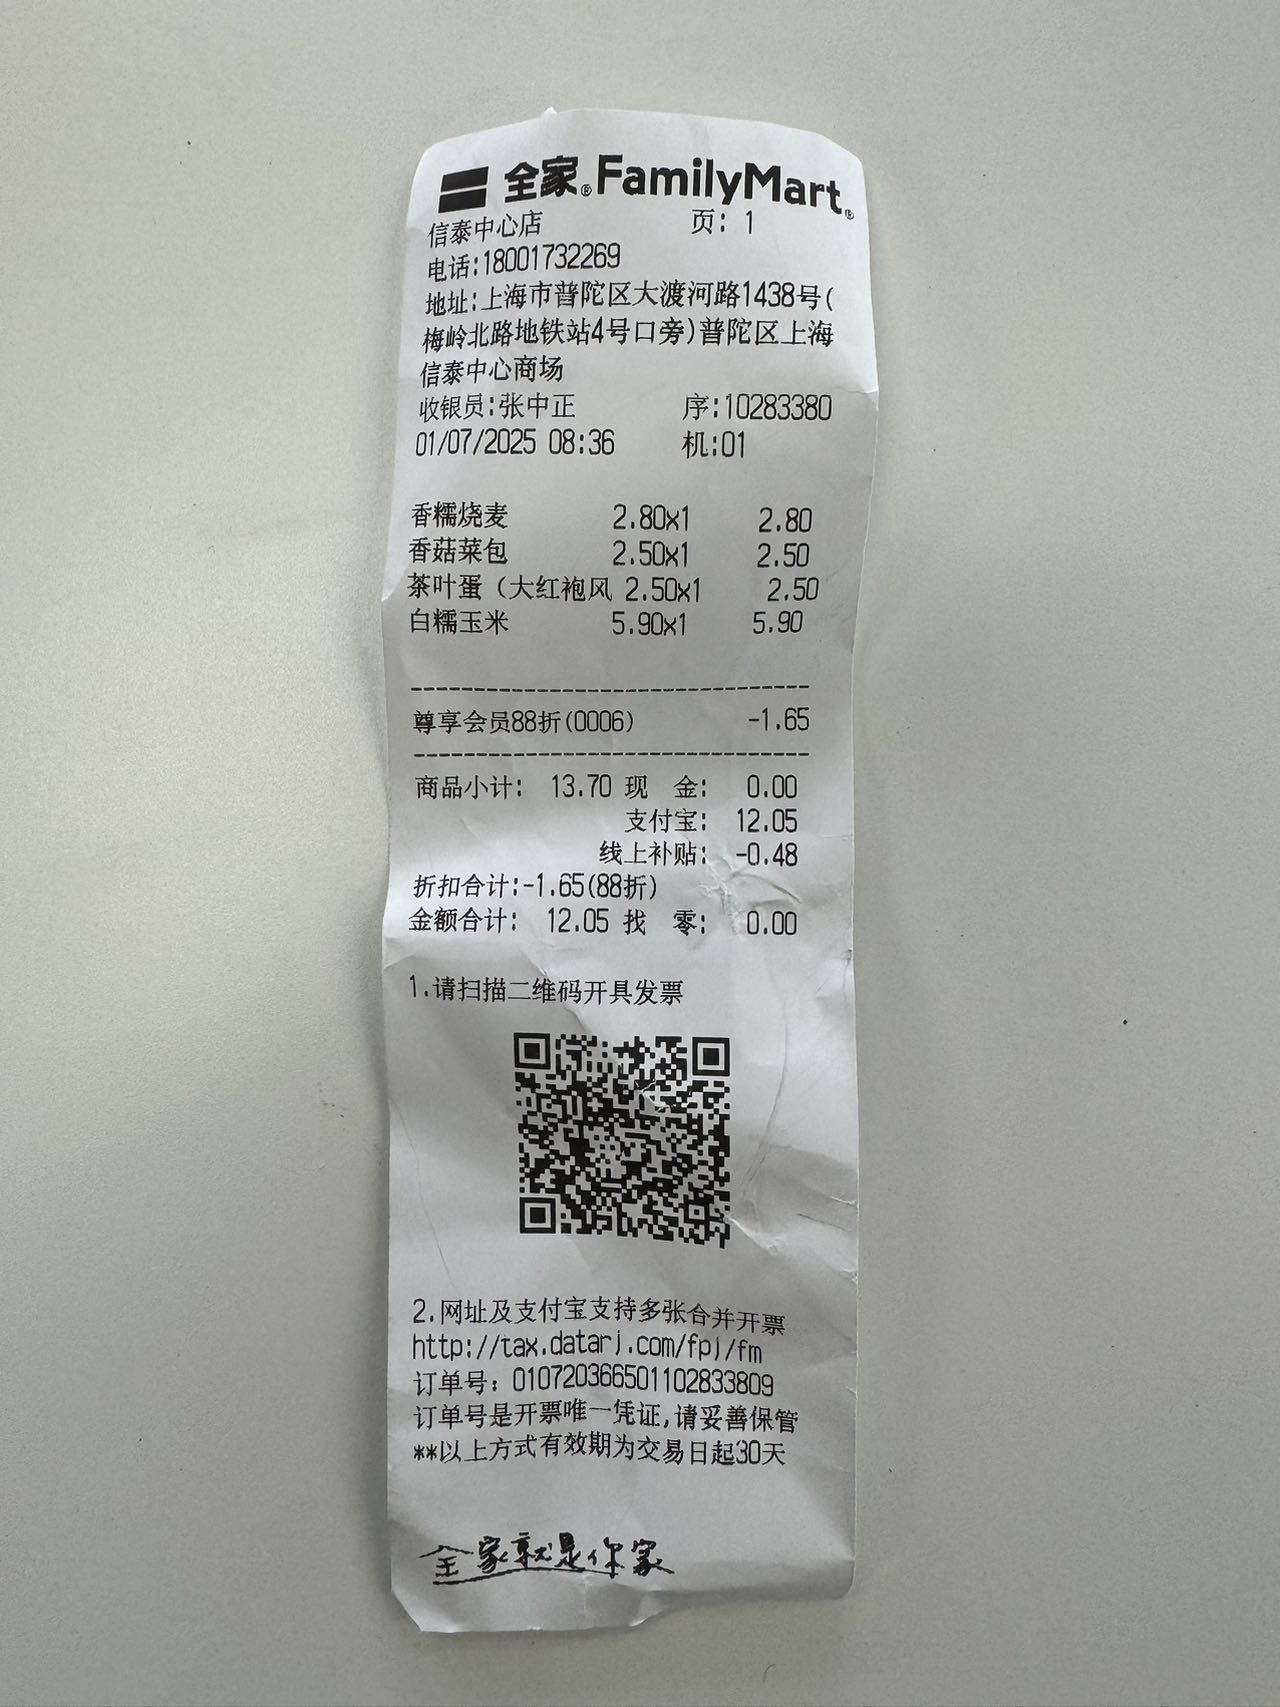 全家® FamilyMart®
信泰中心店 页: 1
电话:18001732269
地址:上海市普陀区大渡河路1438号(
梅岭北路地铁站4号口旁)普陀区上海
信泰中心商场
收银员:张中正 序:10283380
01/07/2025 08:36 机:01
香糯烧麦 2.80x1 2.80
香菇菜包 2.50x1 2.50
茶叶蛋（大红袍风 2.50x1 2.50
白糯玉米 5.90x1 5.90
尊享会员88折(0006) -1.65
商品小计: 13.70 现 金: 0.00
支付宝: 12.05
线上补贴: -0.48
折扣合计:-1.65(88折)
金额合计: 12.05 找 零: 0.00
1.请扫描二维码开具发票
2.网址及支付宝支持多张合并开票
http://tax.datarj.com/fpj/fm
订单号: 010720366501102833809
订单号是开票唯一凭证,请妥善保管
**以上方式有效期为交易日起30天
全家就是你家